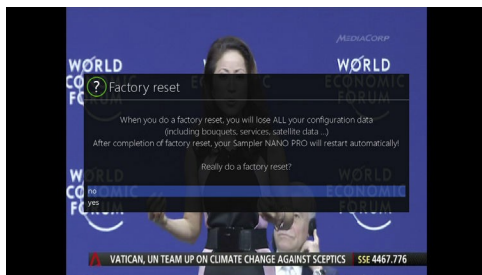 MEDIACORP
WORLD
WORLD
ECONOMIC
FORUM
? Factory reset
When you do a factory reset, you will lose ALL your configuration data
(including bouquets, services, satellite data ...)
After completion of factory reset, your Sampler NANO PRO will restart automatically!
Really do a factory reset?
WORLD
WORLD
ECONOMIC
FORUM
no
yes
VATICAN, UN TEAM UP ON CLIMATE CHANGE AGAINST SCEPTICS SSE 4467.776